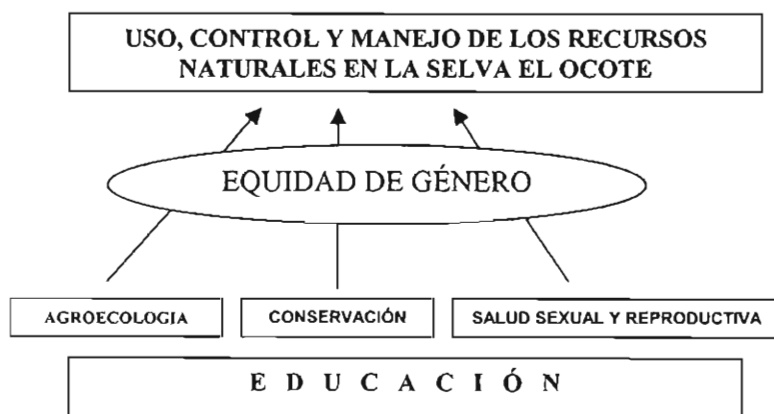 USO, CONTROL Y MANEJO DE LOS RECURSOS
NATURALES EN LA SELVA EL OCOTE
EQUIDAD DE GÉNERO
AGROECOLOGIA
CONSERVACIÓN
SALUD SEXUAL Y REPRODUCTIVA
E D U C A C I Ó N